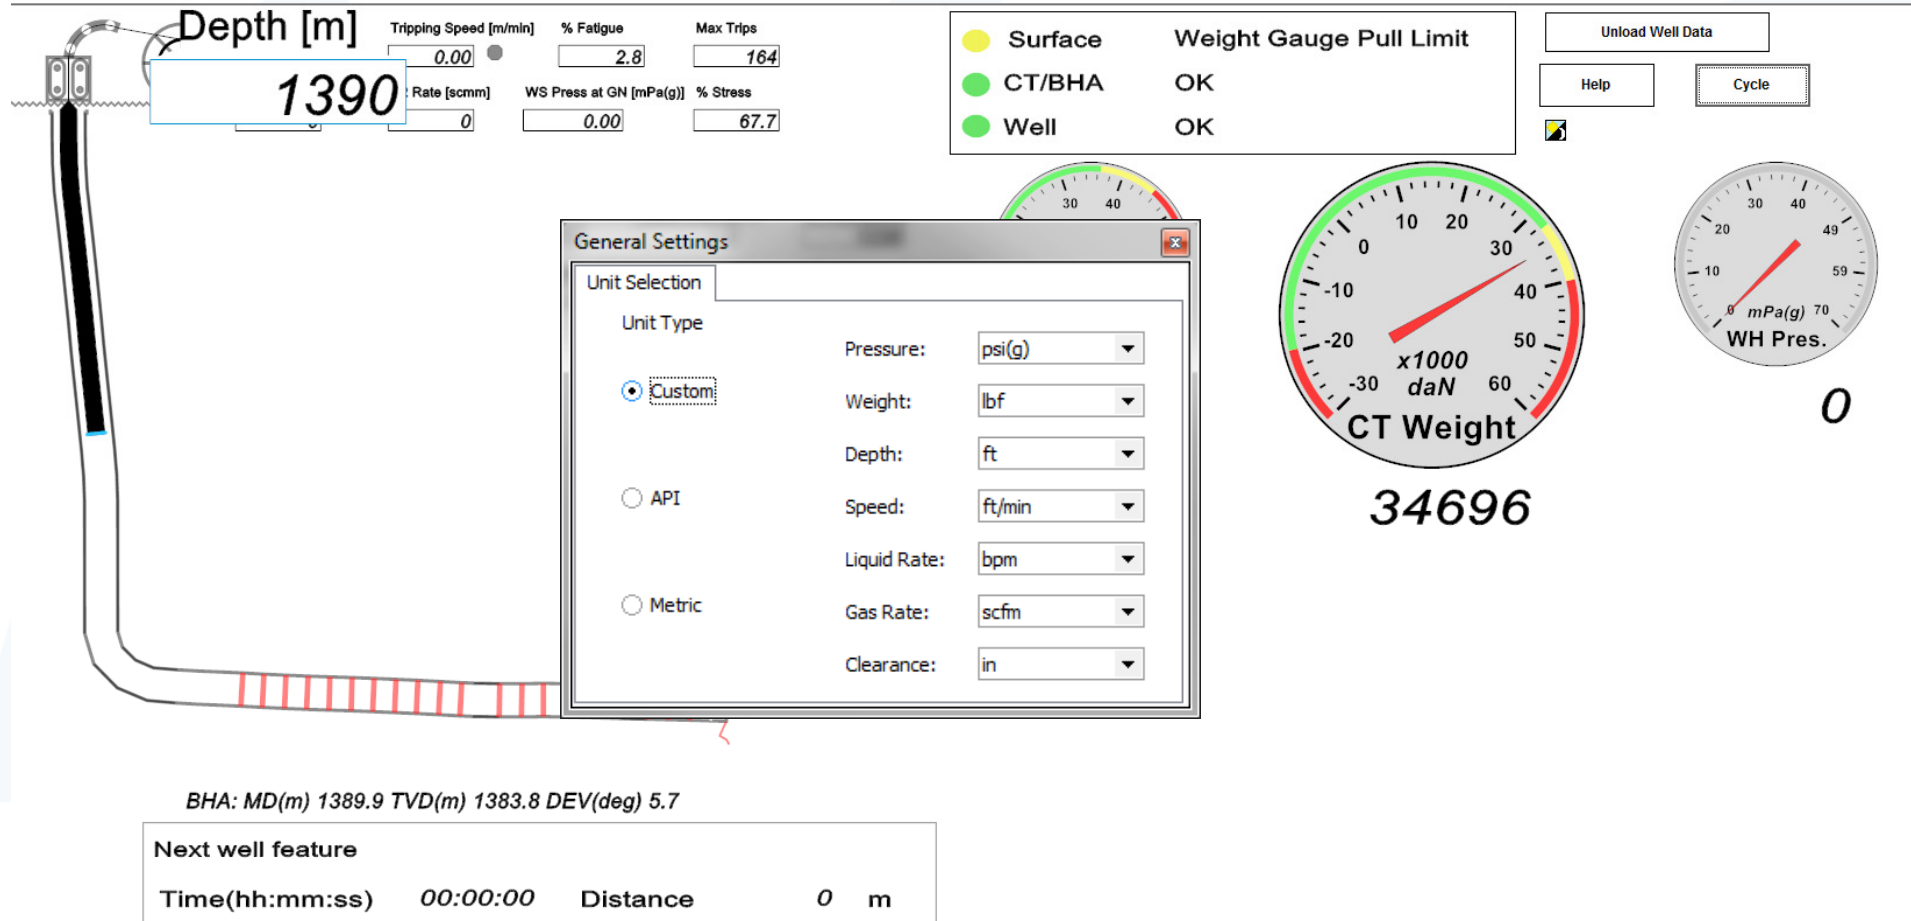 Depth [m]
1390
Tripping Speed [m/min]
0.00
% Fatigue
2.8
Max Trips
164
Rate [scmm]
0
WS Press at GN [mPa(g)]
0.00
% Stress
67.7
Surface Weight Gauge Pull Limit
CT/BHA OK
Well OK
Unload Well Data
Help
Cycle
30 40
-30 -20 -10 0 10 20 30 40 50 60
x1000
daN
CT Weight
34696
0 10 20 30 40 49 59 70
mPa(g)
WH Pres.
0
General Settings
Unit Selection
Unit Type
Custom
API
Metric
Pressure: psi(g)
Weight: lbf
Depth: ft
Speed: ft/min
Liquid Rate: bpm
Gas Rate: scfm
Clearance: in
BHA: MD(m) 1389.9 TVD(m) 1383.8 DEV(deg) 5.7
Next well feature
Time(hh:mm:ss) 00:00:00 Distance 0 m